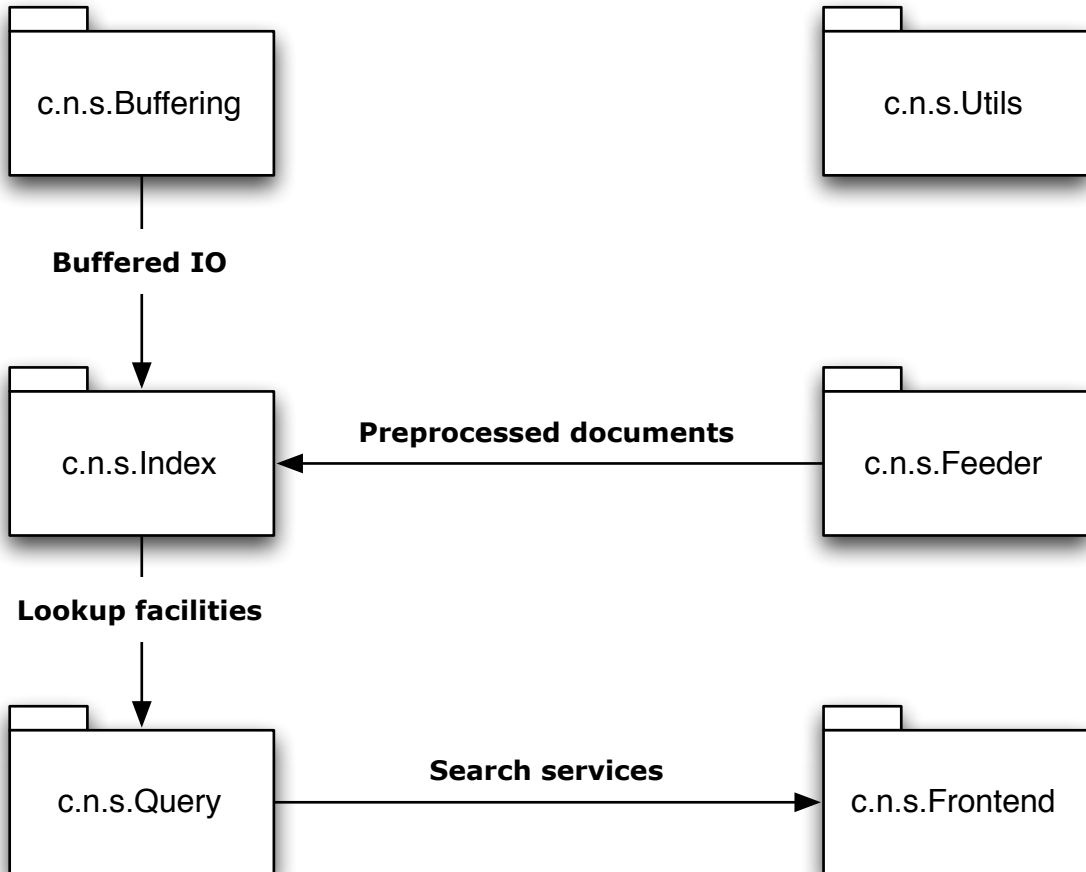 c.n.s.Buffering
c.n.s.Utils
Buffered IO
Preprocessed documents
c.n.s.Index
c.n.s.Feeder
Lookup facilities
Search services
c.n.s.Query
c.n.s.Frontend